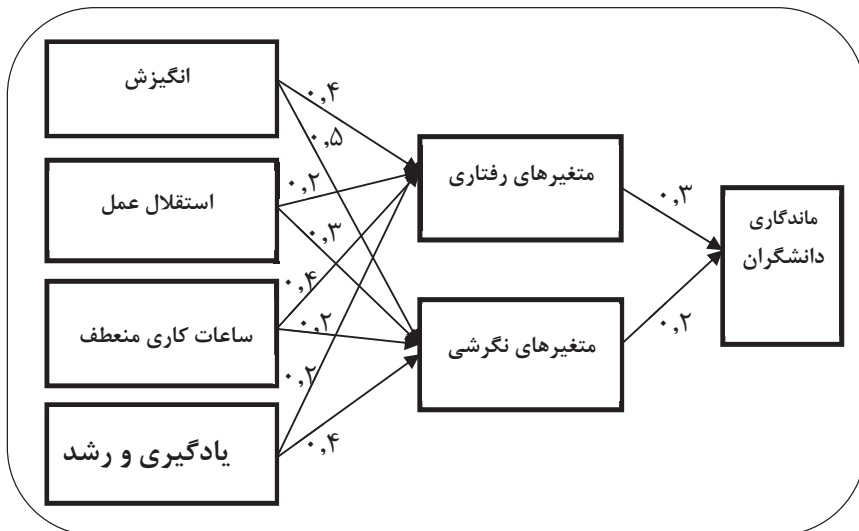 انگیزش
۰٫۴
۰٫۵
استقلال عمل
۰٫۲
۰٫۳
ساعات کاری منعطف
۰٫۴
۰٫۲
یادگیری و رشد
۰٫۲
۰٫۴
متغیرهای رفتاری
۰٫۳
متغیرهای نگرشی
۰٫۲
ماندگاری
دانشگران